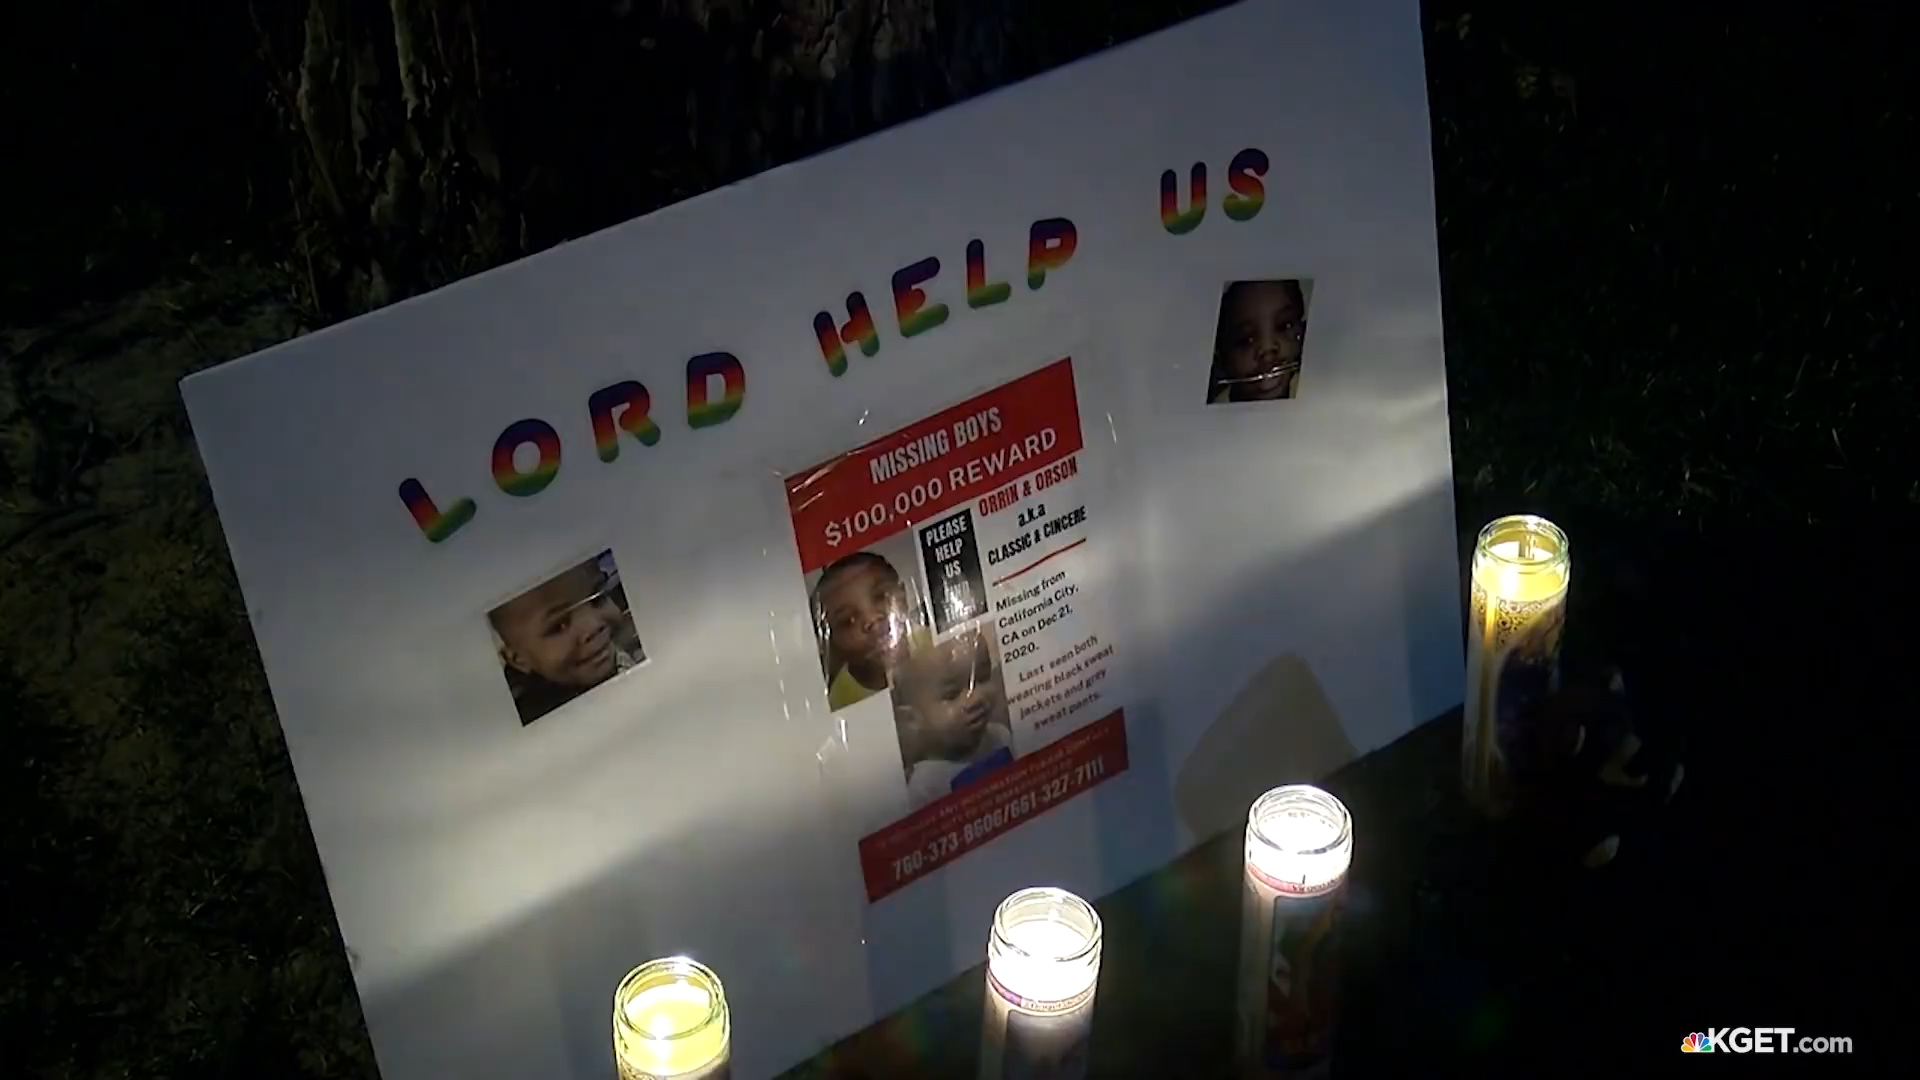 LORD HELP US
MISSING BOYS
$100,000 REWARD
PLEASE
HELP
US
ORRIN & ORSON
a.k.a
CLASSIC & CINCERE
Missing from
California City,
CA on Dec 21,
2020.
Last seen both
wearing black sweat
jackets and grey
sweat pants.
760-373-8606/661-327-7111
KGET.com